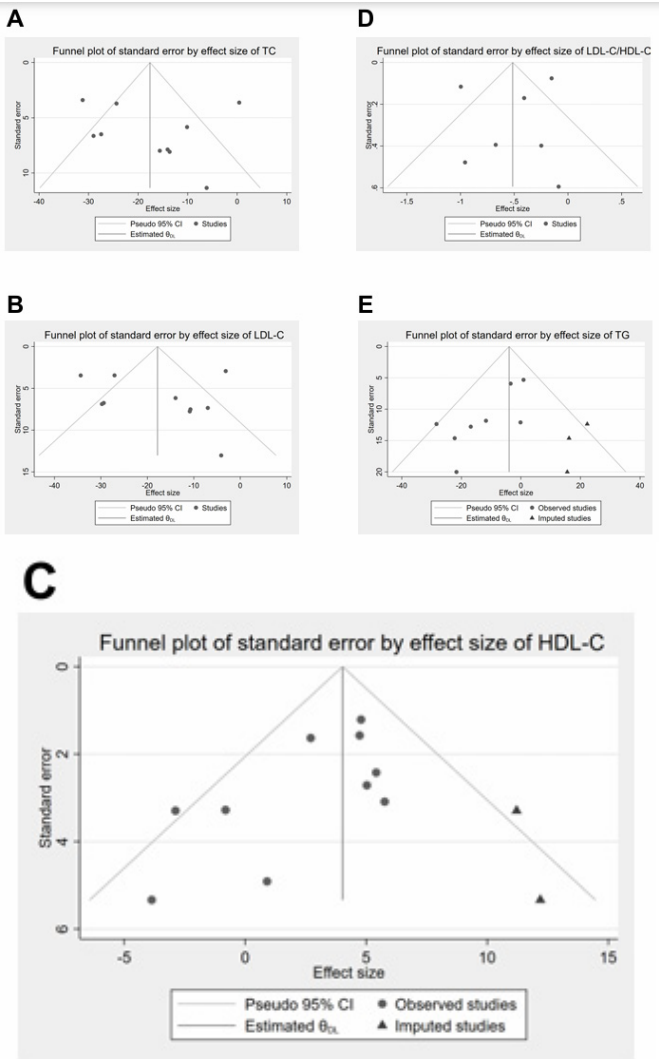 A
Funnel plot of standard error by effect size of TC
Standard error
0
5
10
-40 -30 -20 -10 0 10
Effect size
Pseudo 95% CI Studies
Estimated θDL
D
Funnel plot of standard error by effect size of LDL-C/HDL-C
Standard error
0
.2
.4
.6
-1.5 -1 -.5 0 .5
Effect size
Pseudo 95% CI Studies
Estimated θDL
B
Funnel plot of standard error by effect size of LDL-C
Standard error
0
5
10
15
-40 -30 -20 -10 0 10
Effect size
Pseudo 95% CI Studies
Estimated θDL
E
Funnel plot of standard error by effect size of TG
Standard error
0
5
10
15
20
-40 -20 0 20 40
Effect size
Pseudo 95% CI Observed studies
Estimated θDL Imputed studies
C
Funnel plot of standard error by effect size of HDL-C
Standard error
0
2
4
6
-5 0 5 10 15
Effect size
Pseudo 95% CI Observed studies
Estimated θDL Imputed studies